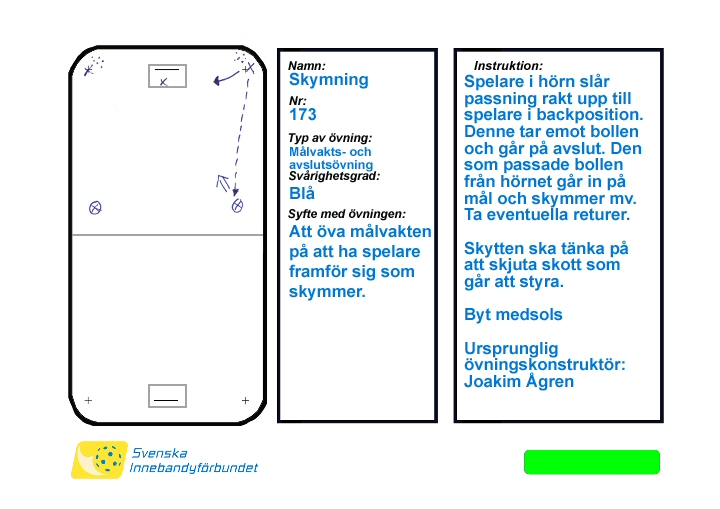 Namn:
Skymning
Nr:
173
Typ av övning:
Målvakts- och
avslutsövning
Svårighetsgrad:
Blå
Syfte med övningen:
Att öva målvakten
på att ha spelare
framför sig som
skymmer.
Instruktion:
Spelare i hörn slår
passning rakt upp till
spelare i backposition.
Denne tar emot bollen
och går på avslut. Den
som passade bollen
från hörnet går in på
mål och skymmer mv.
Ta eventuella returer.
Skytten ska tänka på
att skjuta skott som
går att styra.
Byt medsols
Ursprunglig
övningskonstruktör:
Joakim Ågren
Svenska
Innebandyförbundet